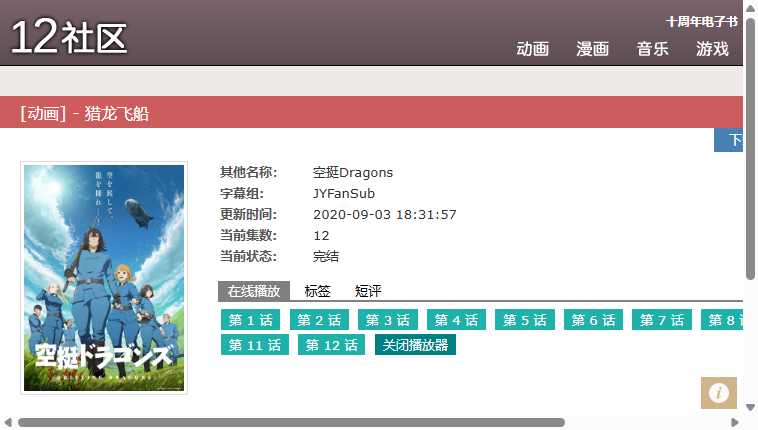 12社区
十周年电子书
动画 漫画 音乐 游戏
[动画] - 猎龙飞船
其他名称: 空挺Dragons
字幕组: JYFanSub
更新时间: 2020-09-03 18:31:57
当前集数: 12
当前状态: 完结
在线播放 标签 短评
第 1 话 第 2 话 第 3 话 第 4 话 第 5 话 第 6 话 第 7 话 第 8
第 11 话 第 12 话 关闭播放器
空を旅して、
龍を捕れ――!
空挺ドラゴンズ
DRIFTING DRAGONS
i